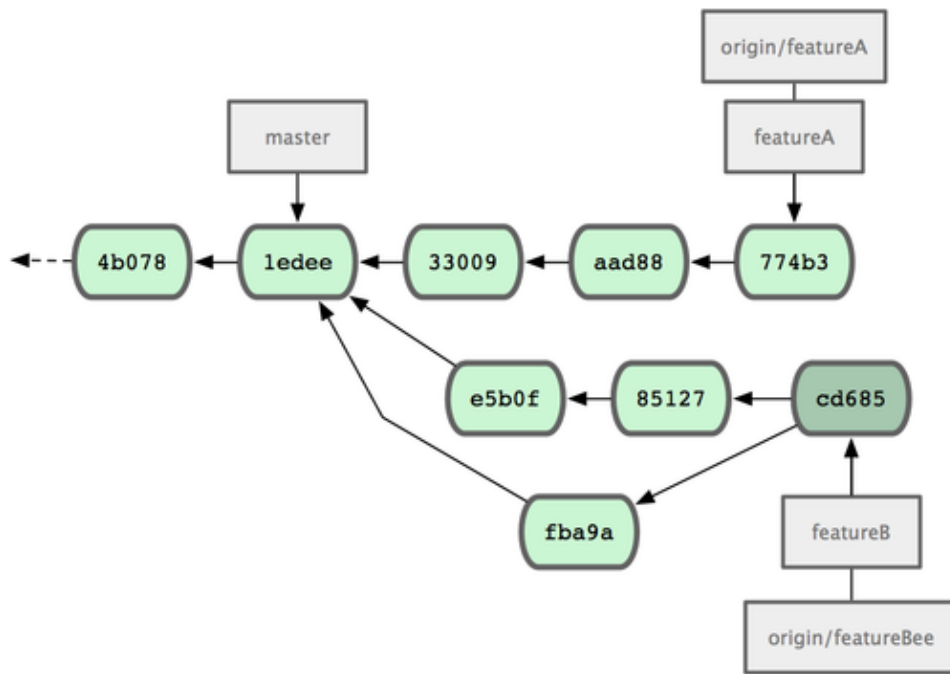 origin/featureA
master
featureA
4b078
1edee
33009
aad88
774b3
e5b0f
85127
cd685
fba9a
featureB
origin/featureBee